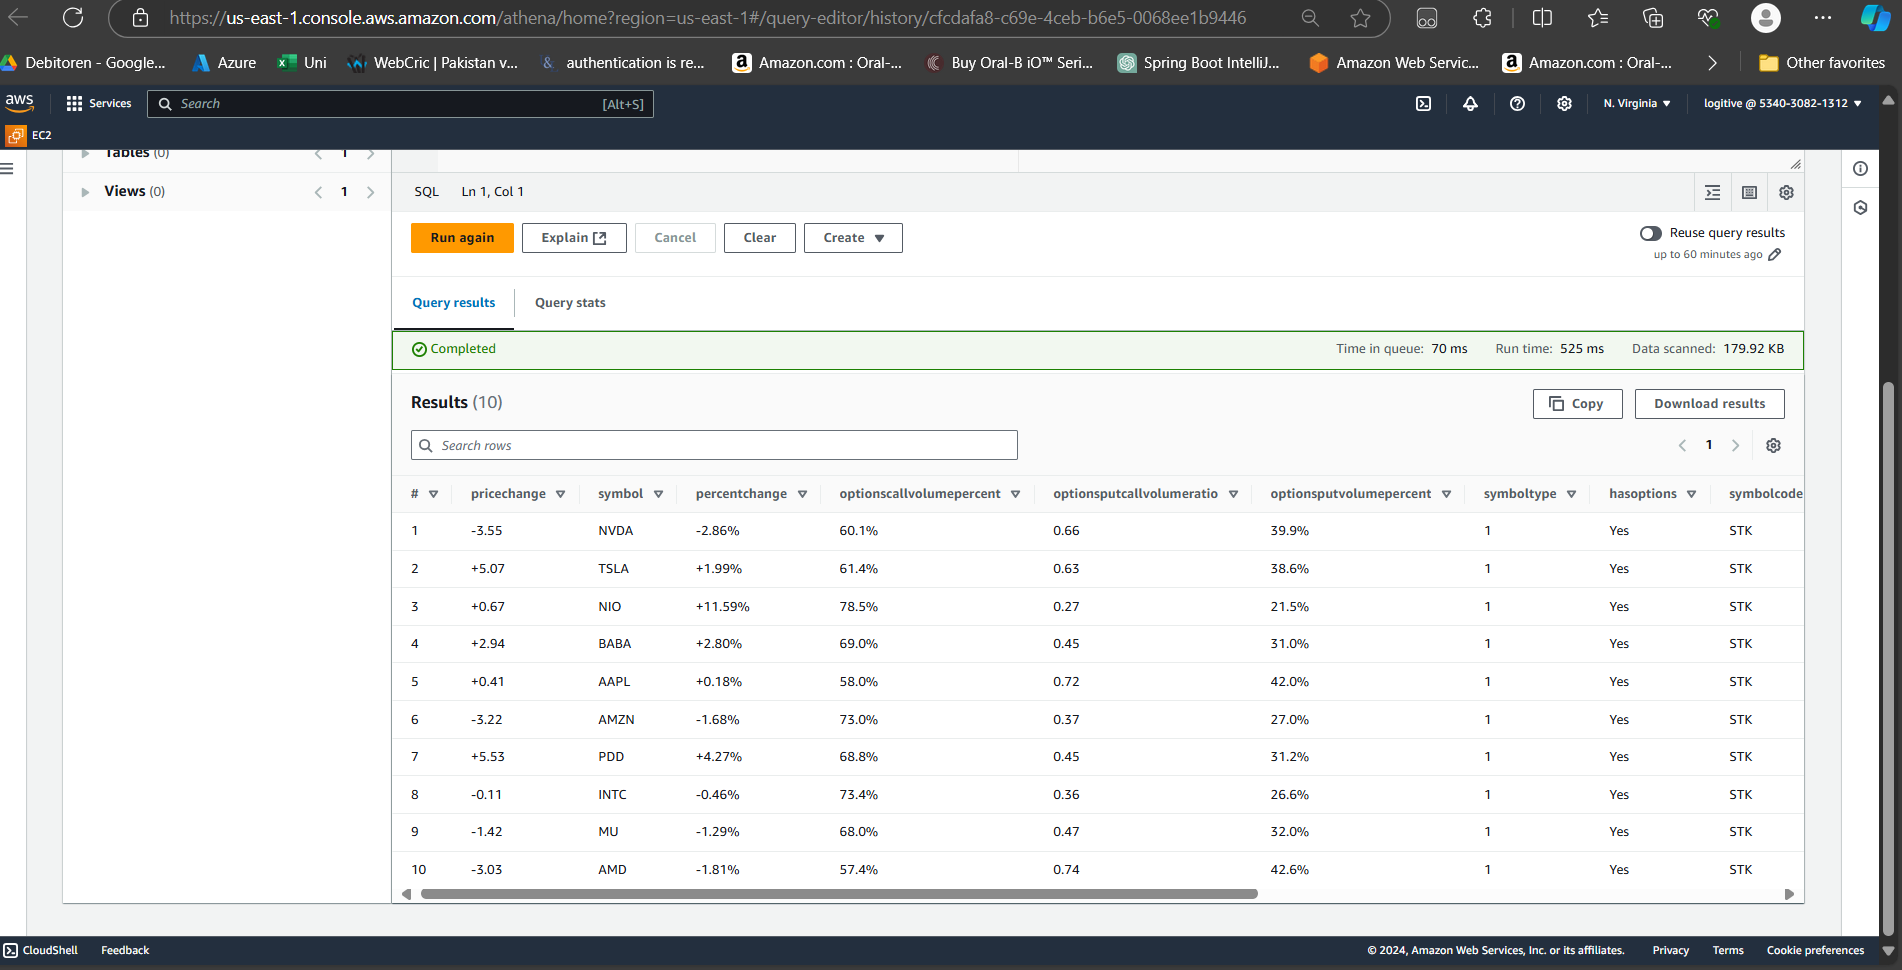 https://us-east-1.console.aws.amazon.com/athena/home?region=us-east-1#/query-editor/history/cfcdafa8-c69e-4ceb-b6e5-0068ee1b9446
Debitoren - Google... Azure Uni WebCric | Pakistan v... & authentication is re... Amazon.com : Oral-... Buy Oral-B iO™ Seri... Spring Boot IntelliJ... Amazon Web Servic... Amazon.com : Oral-... Other favorites
aws Services Search [Alt+S] N. Virginia logitive @ 5340-3082-1312
EC2
Tables (0) 1
Views (0) 1
SQL Ln 1, Col 1
Run again Explain Cancel Clear Create Reuse query results
up to 60 minutes ago
Query results Query stats
Completed Time in queue: 70 ms Run time: 525 ms Data scanned: 179.92 KB
Results (10) Copy Download results
Search rows 1
# pricechange symbol percentchange optionscallvolumepercent optionsputcallvolumeratio optionsputvolumepercent symboltype hasoptions symbolcode
1 -3.55 NVDA -2.86% 60.1% 0.66 39.9% 1 Yes STK
2 +5.07 TSLA +1.99% 61.4% 0.63 38.6% 1 Yes STK
3 +0.67 NIO +11.59% 78.5% 0.27 21.5% 1 Yes STK
4 +2.94 BABA +2.80% 69.0% 0.45 31.0% 1 Yes STK
5 +0.41 AAPL +0.18% 58.0% 0.72 42.0% 1 Yes STK
6 -3.22 AMZN -1.68% 73.0% 0.37 27.0% 1 Yes STK
7 +5.53 PDD +4.27% 68.8% 0.45 31.2% 1 Yes STK
8 -0.11 INTC -0.46% 73.4% 0.36 26.6% 1 Yes STK
9 -1.42 MU -1.29% 68.0% 0.47 32.0% 1 Yes STK
10 -3.03 AMD -1.81% 57.4% 0.74 42.6% 1 Yes STK
CloudShell Feedback © 2024, Amazon Web Services, Inc. or its affiliates. Privacy Terms Cookie preferences